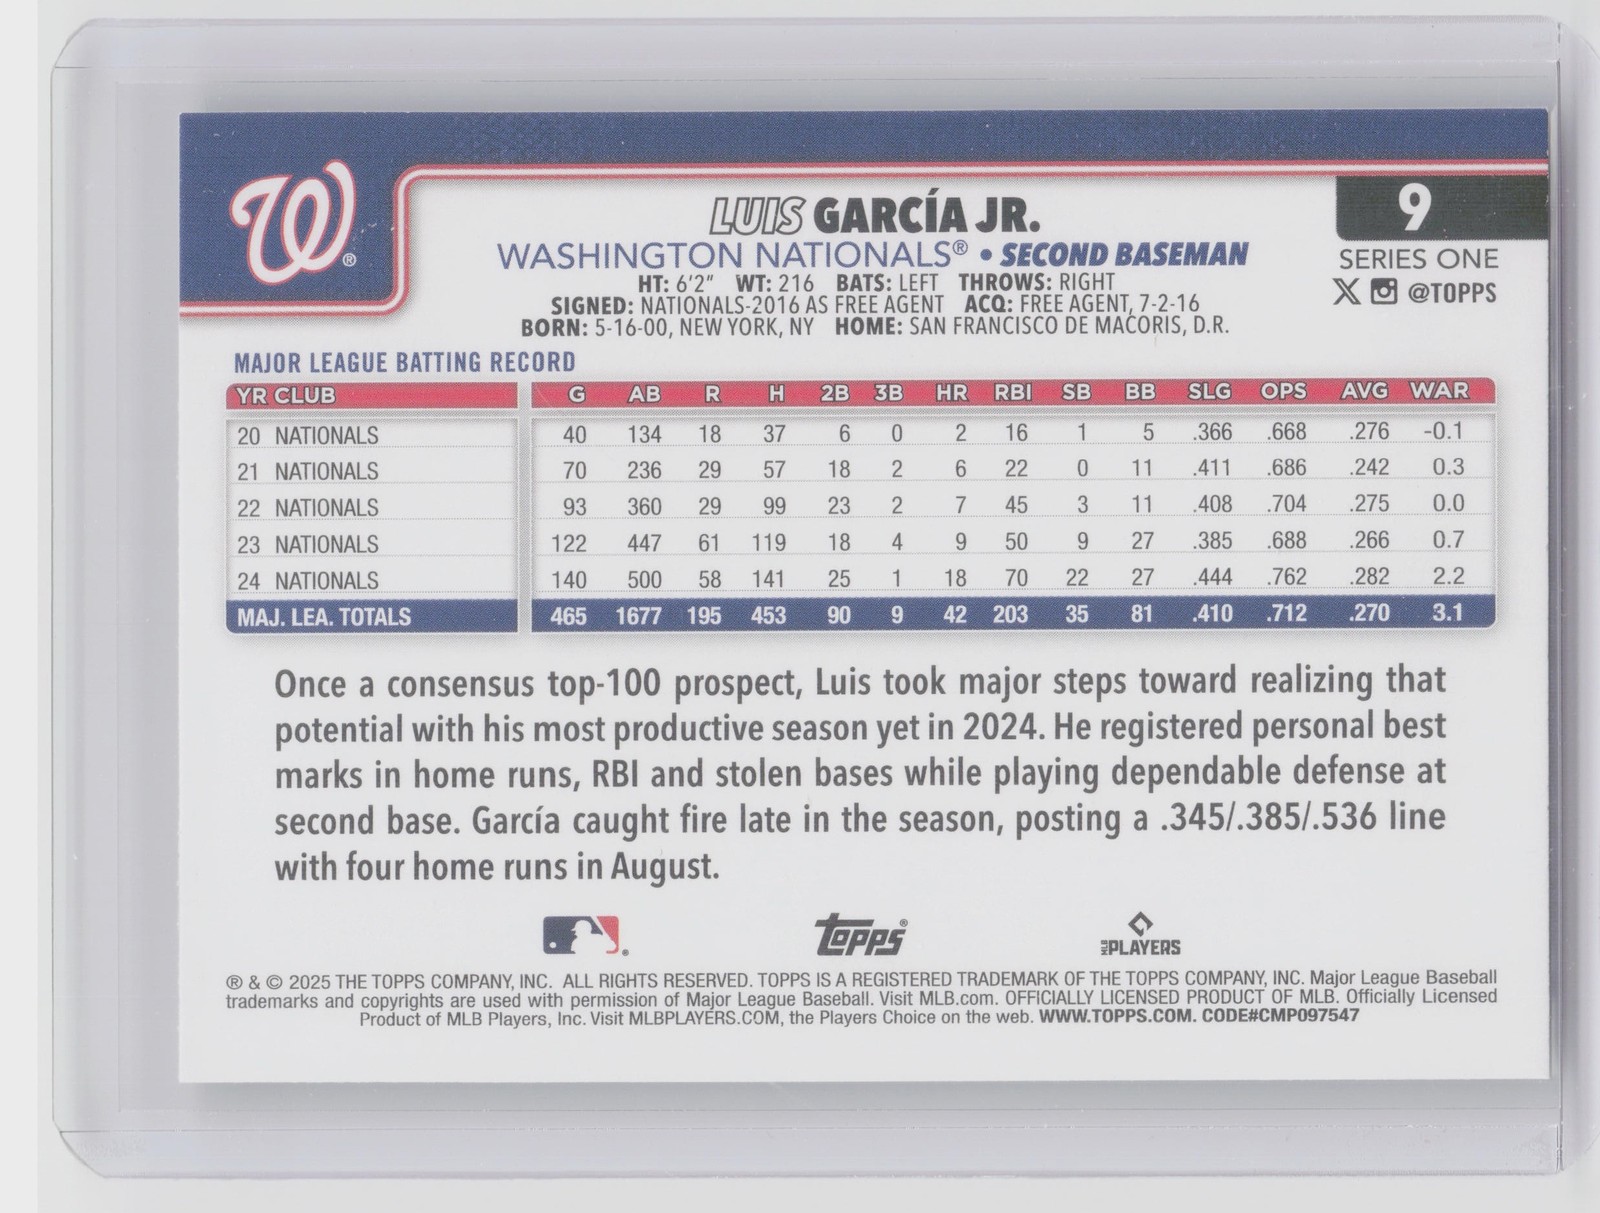 W®
LUIS GARCÍA JR.
9
WASHINGTON NATIONALS® • SECOND BASEMAN
SERIES ONE
HT: 6'2" WT: 216 BATS: LEFT THROWS: RIGHT
X @TOPPS
SIGNED: NATIONALS-2016 AS FREE AGENT ACQ: FREE AGENT, 7-2-16
BORN: 5-16-00, NEW YORK, NY HOME: SAN FRANCISCO DE MACORIS, D.R.
MAJOR LEAGUE BATTING RECORD
YR CLUB G AB R H 2B 3B HR RBI SB BB SLG OPS AVG WAR
20 NATIONALS 40 134 18 37 6 0 2 16 1 5 .366 .668 .276 -0.1
21 NATIONALS 70 236 29 57 18 2 6 22 0 11 .411 .686 .242 0.3
22 NATIONALS 93 360 29 99 23 2 7 45 3 11 .408 .704 .275 0.0
23 NATIONALS 122 447 61 119 18 4 9 50 9 27 .385 .688 .266 0.7
24 NATIONALS 140 500 58 141 25 1 18 70 22 27 .444 .762 .282 2.2
MAJ. LEA. TOTALS 465 1677 195 453 90 9 42 203 35 81 .410 .712 .270 3.1
Once a consensus top-100 prospect, Luis took major steps toward realizing that
potential with his most productive season yet in 2024. He registered personal best
marks in home runs, RBI and stolen bases while playing dependable defense at
second base. García caught fire late in the season, posting a .345/.385/.536 line
with four home runs in August.
topps®
MLB PLAYERS
® & © 2025 THE TOPPS COMPANY, INC. ALL RIGHTS RESERVED. TOPPS IS A REGISTERED TRADEMARK OF THE TOPPS COMPANY, INC. Major League Baseball
trademarks and copyrights are used with permission of Major League Baseball. Visit MLB.com. OFFICIALLY LICENSED PRODUCT OF MLB. Officially Licensed
Product of MLB Players, Inc. Visit MLBPLAYERS.COM, the Players Choice on the web. WWW.TOPPS.COM. CODE#CMP097547